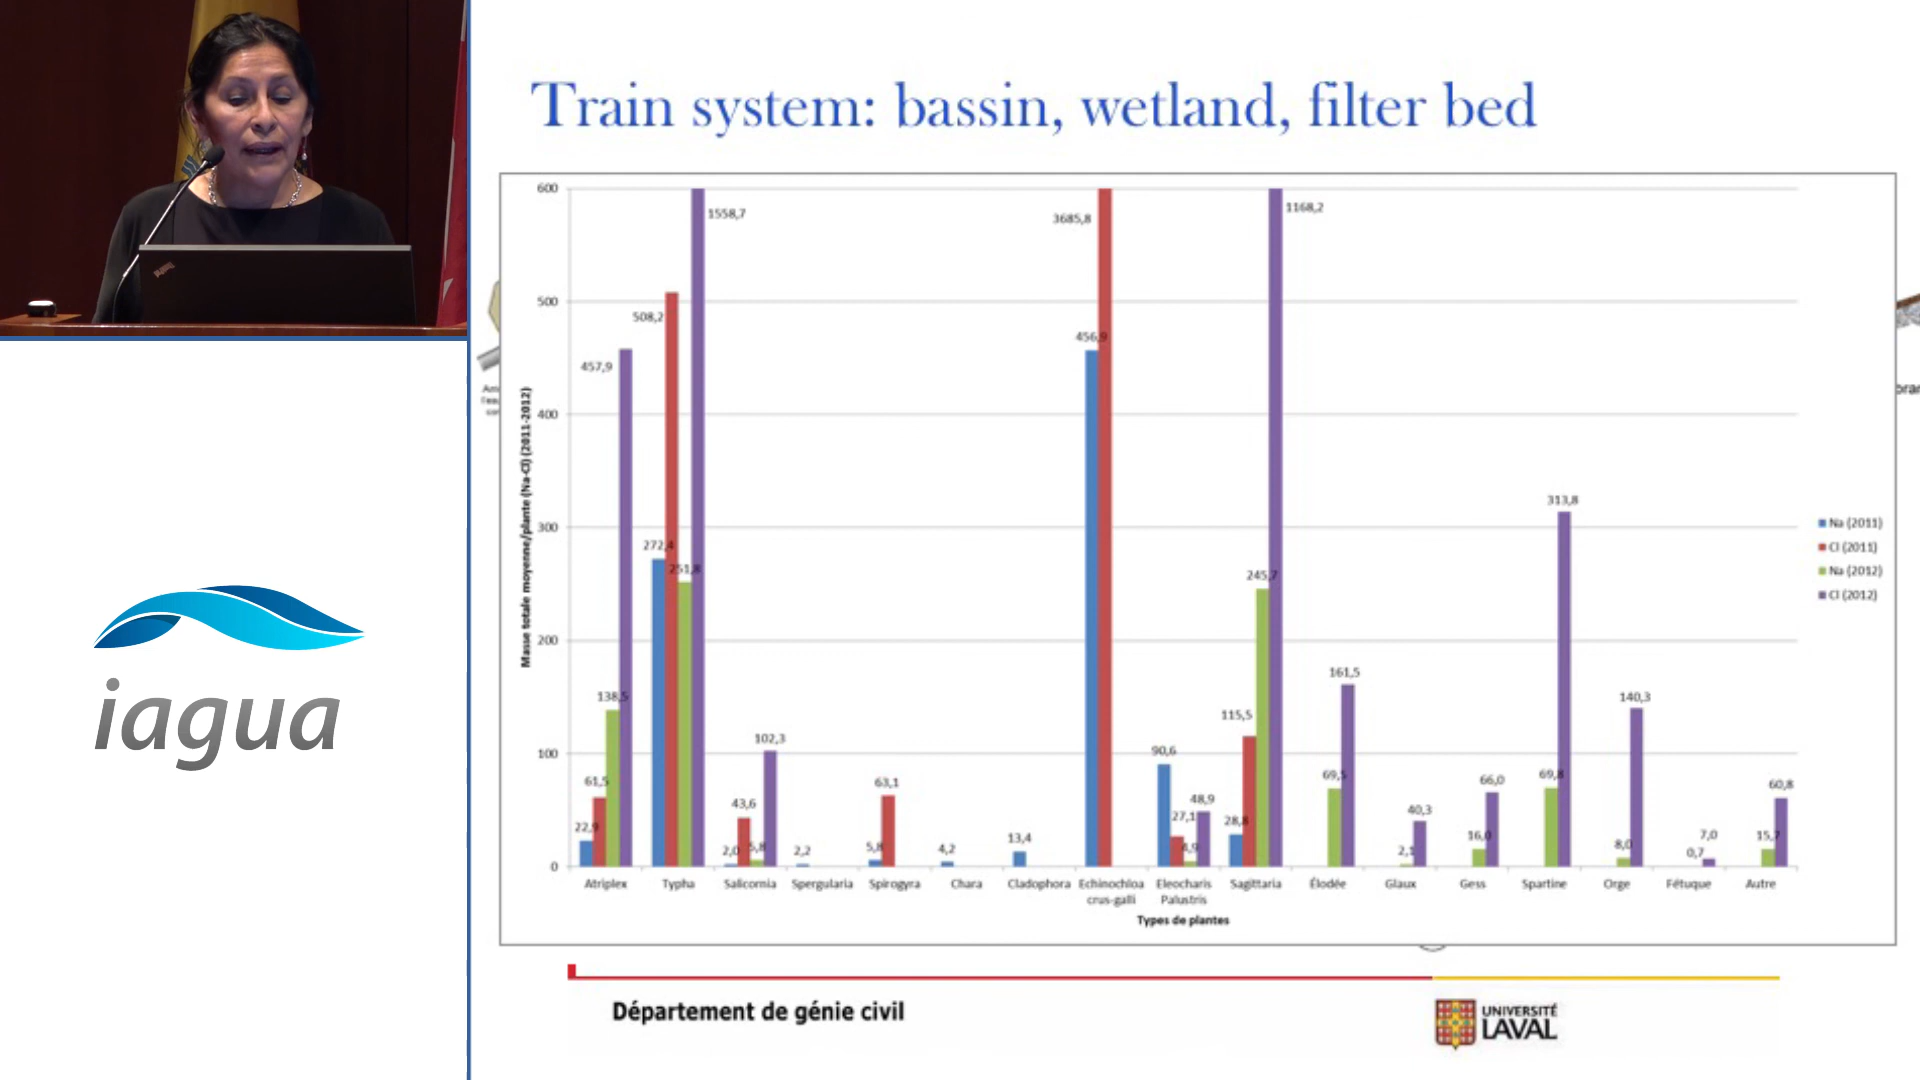 Train system: bassin, wetland, filter bed
Masse totale moyenne/plante (Na-Cl) (2011-2012)
600
500
400
300
200
100
0
22,9
61,5
138,5
457,9
272,4
508,2
251,8
1558,7
2,0
43,6
5,8
102,3
2,2
5,8
63,1
4,2
13,4
456,9
3685,8
90,6
27,1
4,9
48,9
28,8
115,5
245,7
1168,2
69,5
161,5
2,1
40,3
16,0
66,0
69,8
313,8
8,0
140,3
0,7
7,0
15,7
60,8
Atriplex
Typha
Salicornia
Spergularia
Spirogyra
Chara
Cladophora
Echinochloa
crus-galli
Eleocharis
Palustris
Sagittaria
Élodée
Glaux
Gess
Spartine
Orge
Fétuque
Autre
Types de plantes
Na (2011)
Cl (2011)
Na (2012)
Cl (2012)
iagua
Département de génie civil
UNIVERSITÉ
LAVAL